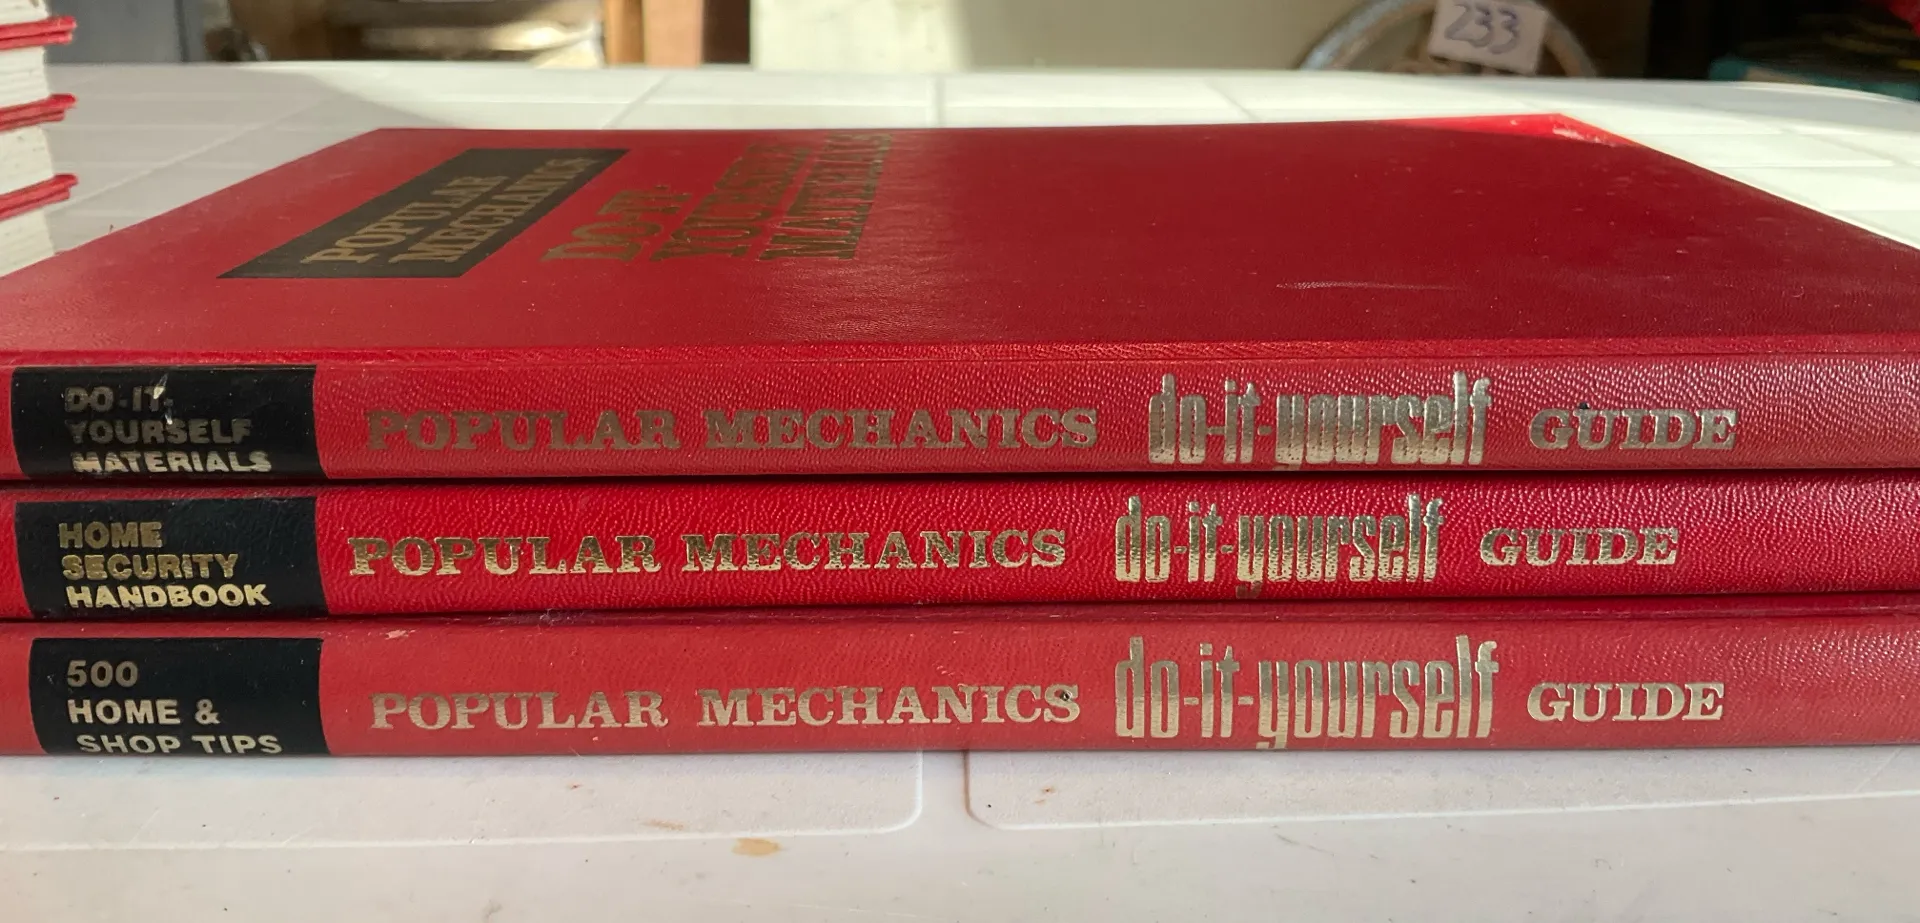 233
POPULAR
MECHANICS
DO-IT-
YOURSELF
MATERIALS
DO-IT-
YOURSELF
MATERIALS
POPULAR MECHANICS do-it-yourself GUIDE
HOME
SECURITY
HANDBOOK
POPULAR MECHANICS do-it-yourself GUIDE
500
HOME &
SHOP TIPS
POPULAR MECHANICS do-it-yourself GUIDE